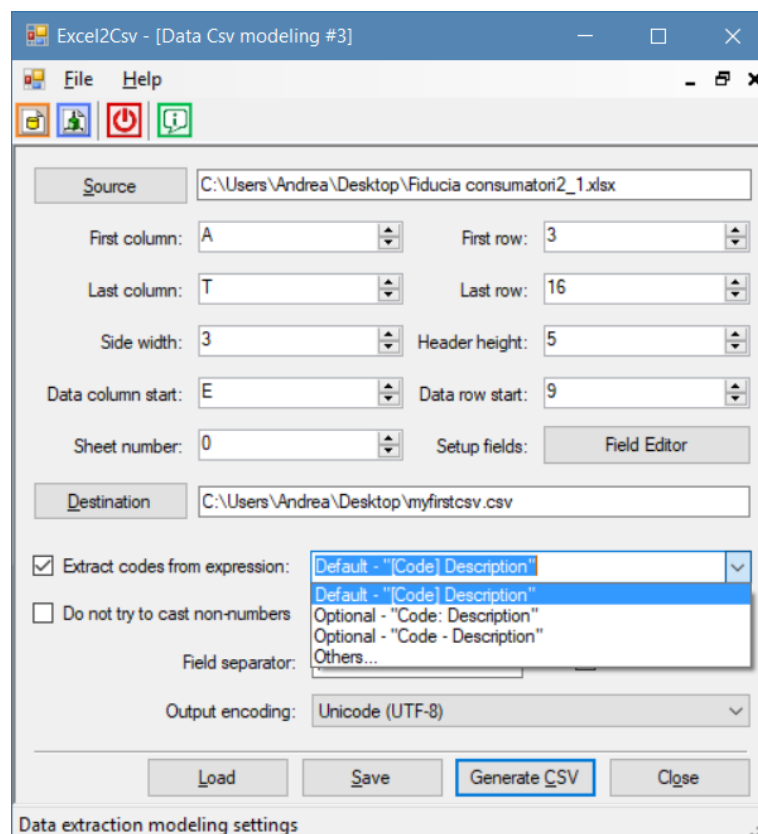 Excel2Csv - [Data Csv modeling #3]
File Help
Source C:\Users\Andrea\Desktop\Fiducia consumatori2_1.xlsx
First column: A First row: 3
Last column: T Last row: 16
Side width: 3 Header height: 5
Data column start: E Data row start: 9
Sheet number: 0 Setup fields: Field Editor
Destination C:\Users\Andrea\Desktop\myfirstcsv.csv
Extract codes from expression: Default - "[Code] Description"
Default - "[Code] Description"
Do not try to cast non-numbers Optional - "Code: Description"
Optional - "Code - Description"
Field separator: Others...
Output encoding: Unicode (UTF-8)
Load Save Generate CSV Close
Data extraction modeling settings